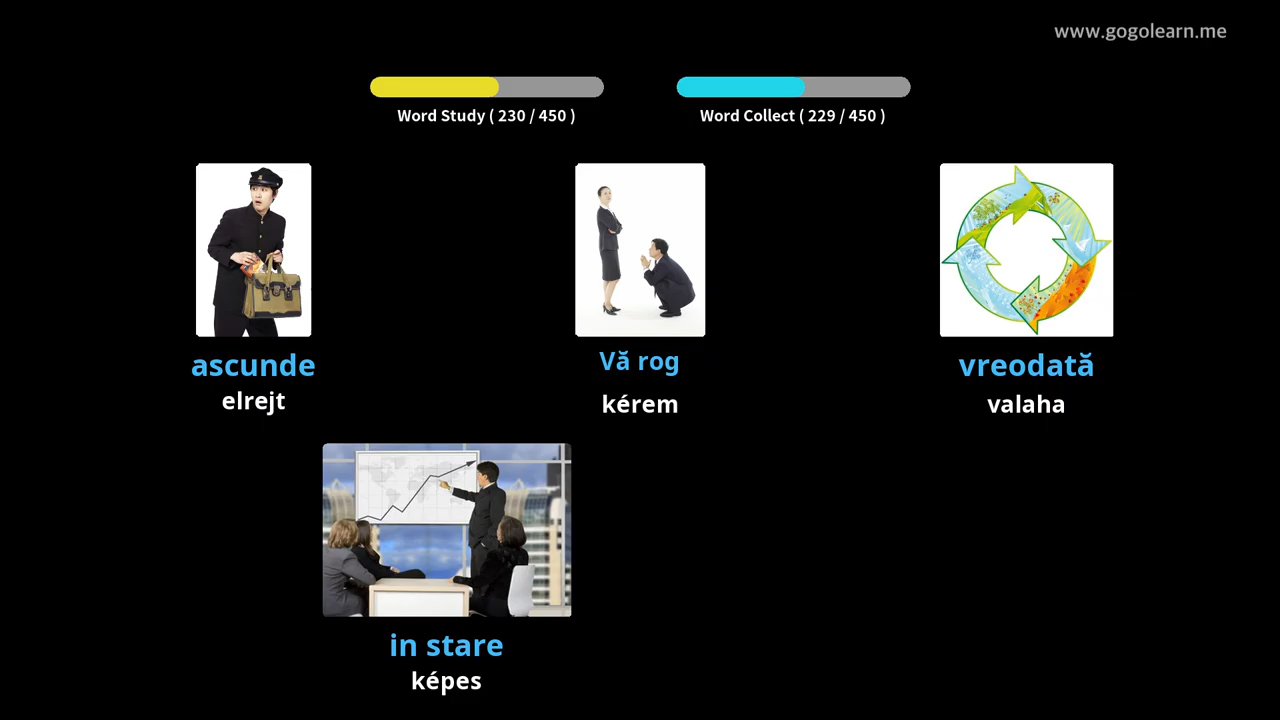 www.gogolearn.me
Word Study ( 230 / 450 )
Word Collect ( 229 / 450 )
ascunde
elrejt
Vă rog
kérem
vreodată
valaha
in stare
képes